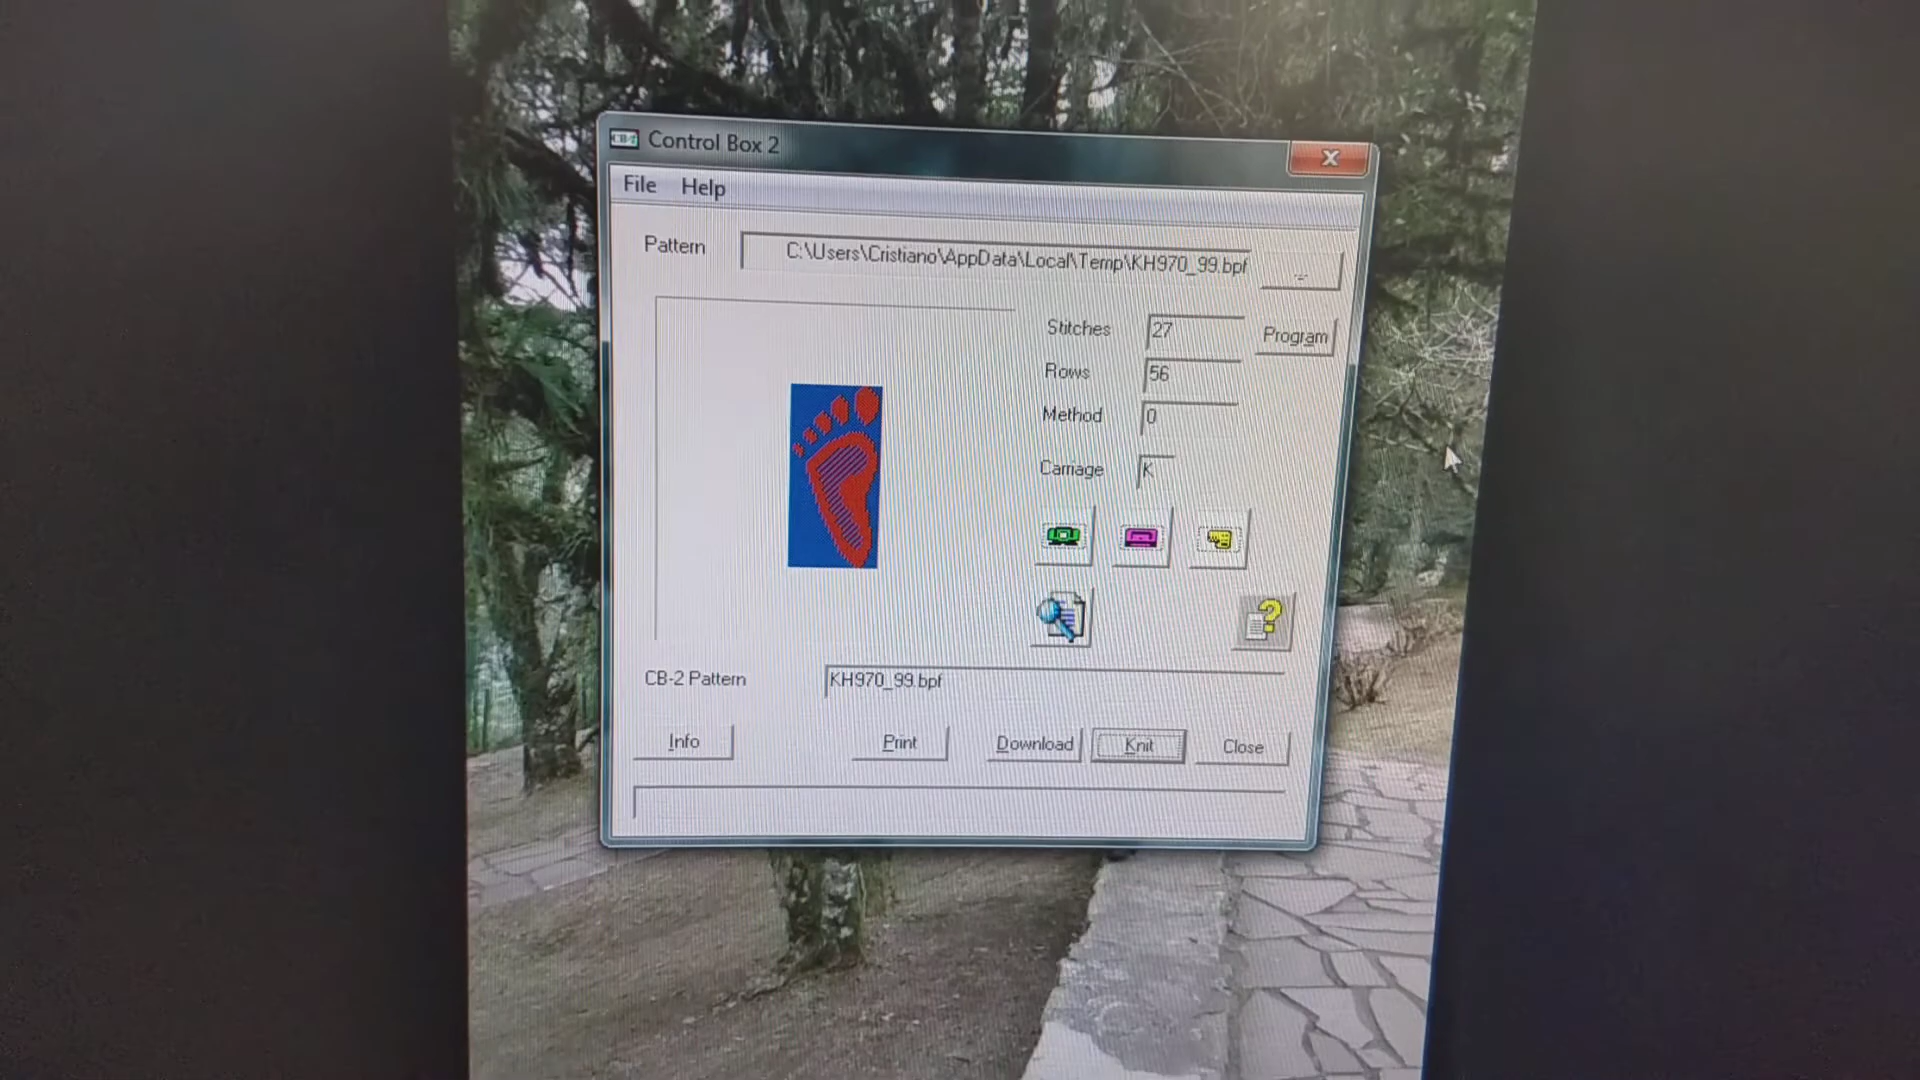 Control Box 2
File Help
Pattern C:\Users\Cristiano\AppData\Local\Temp\KH970_99.bpf ...
Stitches 27 Program
Rows 56
Method 0
Carriage K
CB-2 Pattern KH970_99.bpf
Info Print Download Knit Close